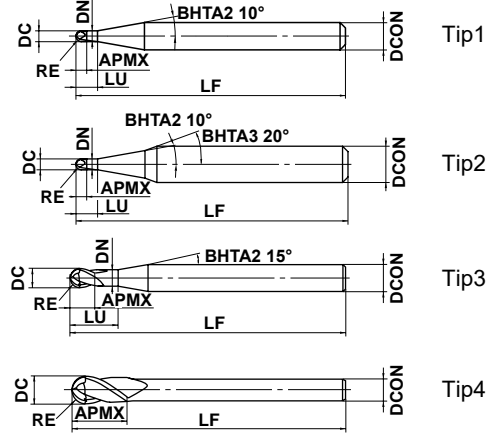 DC
DN
BHTA2 10°
DCON
Tip1
RE
APMX
LU
LF
BHTA2 10°
BHTA3 20°
DC
DN
DCON
Tip2
RE
APMX
LU
LF
DC
DN
BHTA2 15°
DCON
Tip3
RE
APMX
LU
LF
DC
DCON
Tip4
RE
APMX
LF